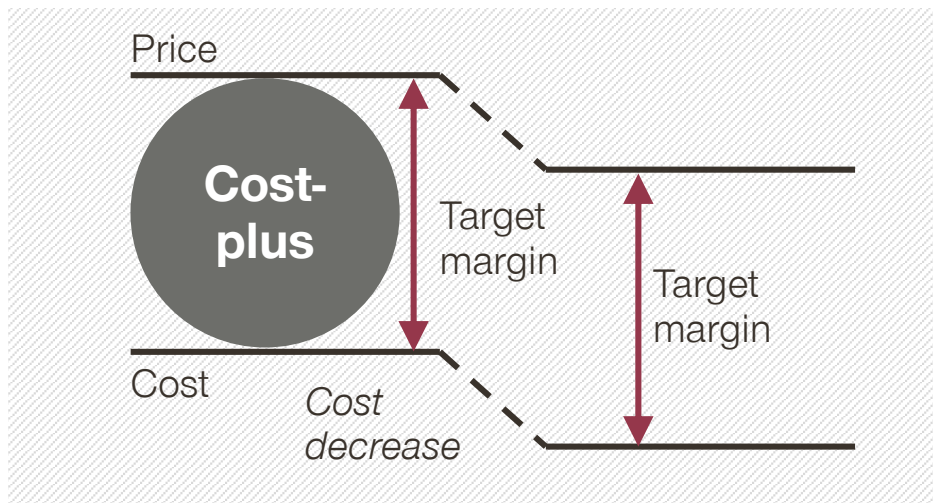 Price
Cost-
plus
Target
margin
Target
margin
Cost
Cost
decrease